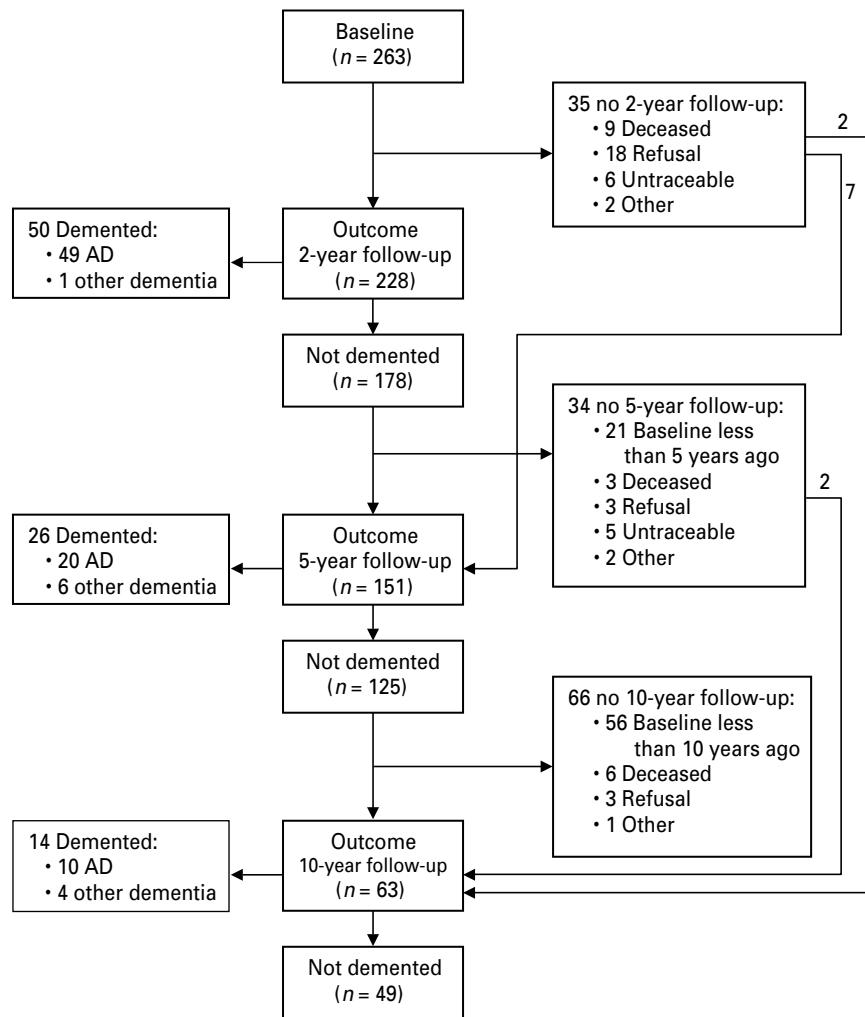 Baseline
(n = 263)
35 no 2-year follow-up:
• 9 Deceased
• 18 Refusal
• 6 Untraceable
• 2 Other
2
7
50 Demented:
• 49 AD
• 1 other dementia
Outcome
2-year follow-up
(n = 228)
Not demented
(n = 178)
34 no 5-year follow-up:
• 21 Baseline less
than 5 years ago
• 3 Deceased
• 3 Refusal
• 5 Untraceable
• 2 Other
2
26 Demented:
• 20 AD
• 6 other dementia
Outcome
5-year follow-up
(n = 151)
Not demented
(n = 125)
66 no 10-year follow-up:
• 56 Baseline less
than 10 years ago
• 6 Deceased
• 3 Refusal
• 1 Other
14 Demented:
• 10 AD
• 4 other dementia
Outcome
10-year follow-up
(n = 63)
Not demented
(n = 49)